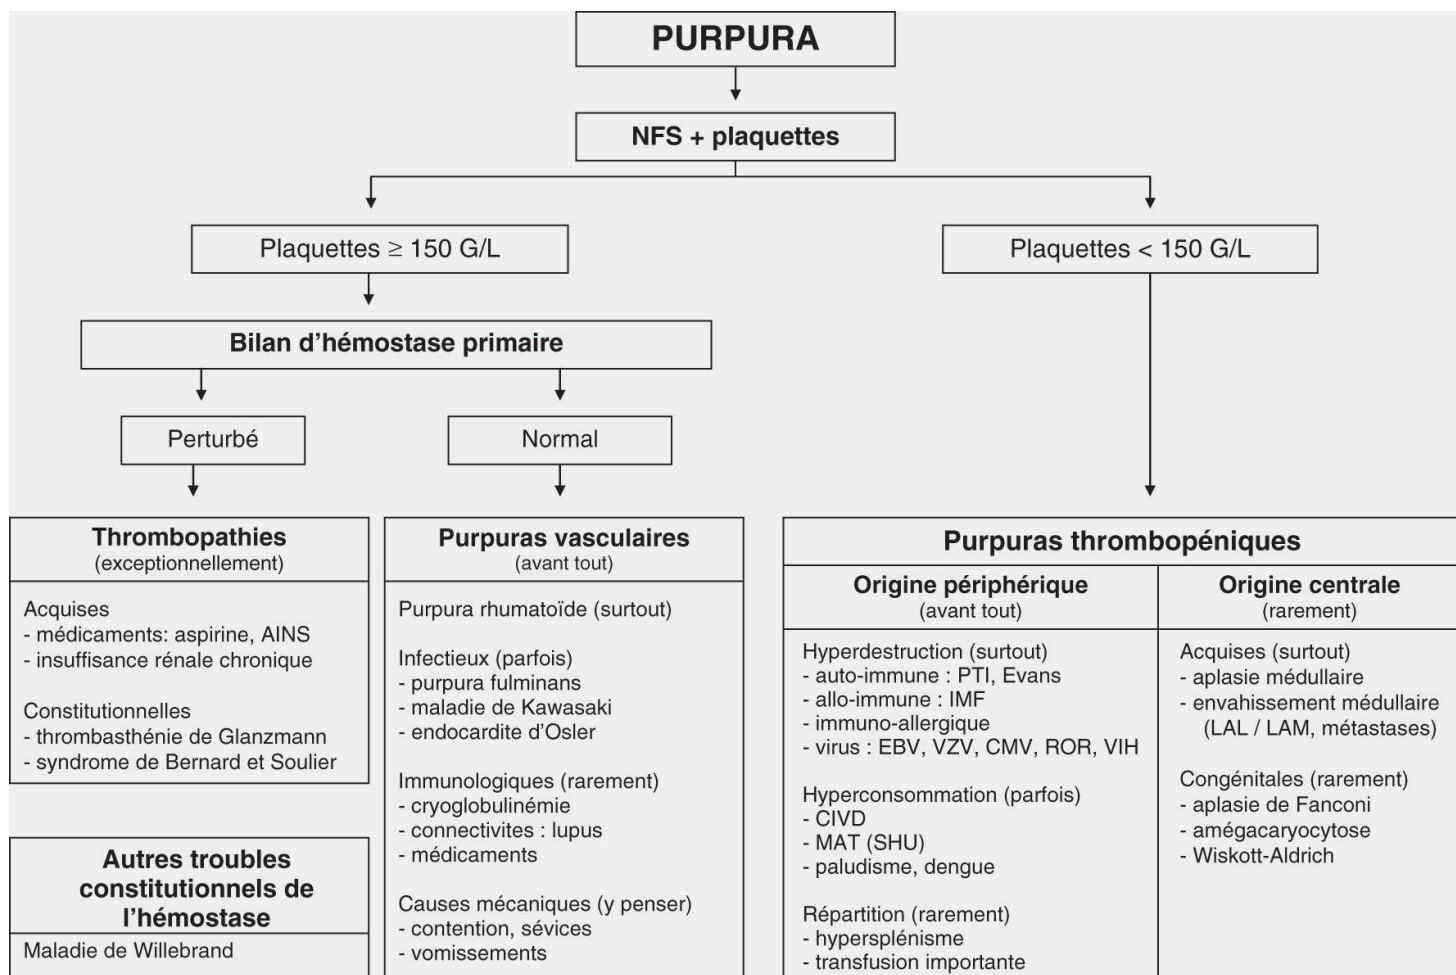 PURPURA
NFS + plaquettes
Plaquettes ≥ 150 G/L
Plaquettes < 150 G/L
Bilan d’hémostase primaire
Perturbé
Normal
Thrombopathies
(exceptionnellement)
Acquises
- médicaments: aspirine, AINS
- insuffisance rénale chronique
Constitutionnelles
- thrombasthénie de Glanzmann
- syndrome de Bernard et Soulier
Autres troubles
constitutionnels de
l’hémostase
Maladie de Willebrand
Purpuras vasculaires
(avant tout)
Purpura rhumatoïde (surtout)
Infectieux (parfois)
- purpura fulminans
- maladie de Kawasaki
- endocardite d’Osler
Immunologiques (rarement)
- cryoglobulinémie
- connectivites : lupus
- médicaments
Causes mécaniques (y penser)
- contention, sévices
- vomissements
Purpuras thrombopéniques
Origine périphérique
(avant tout)
Hyperdestruction (surtout)
- auto-immune : PTI, Evans
- allo-immune : IMF
- immuno-allergique
- virus : EBV, VZV, CMV, ROR, VIH
Hyperconsommation (parfois)
- CIVD
- MAT (SHU)
- paludisme, dengue
Répartition (rarement)
- hypersplénisme
- transfusion importante
Origine centrale
(rarement)
Acquises (surtout)
- aplasie médullaire
- envahissement médullaire
(LAL / LAM, métastases)
Congénitales (rarement)
- aplasie de Fanconi
- amégacaryocytose
- Wiskott-Aldrich